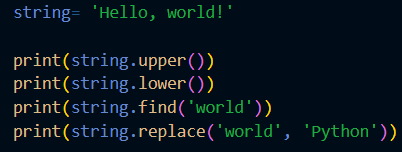 string= 'Hello, world!'
print(string.upper())
print(string.lower())
print(string.find('world'))
print(string.replace('world', 'Python'))